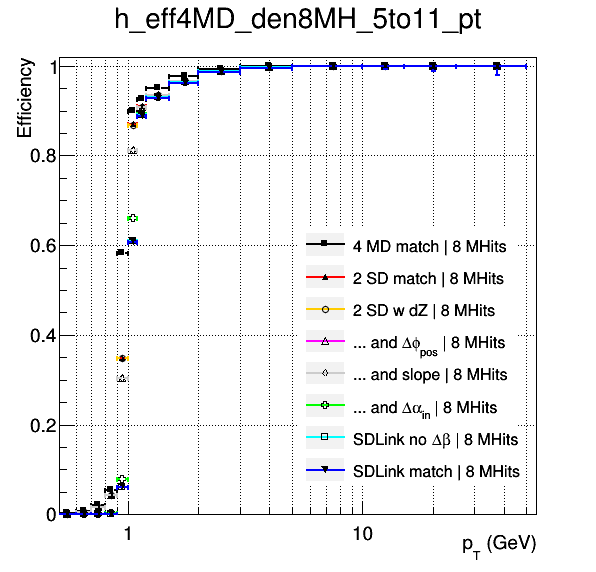 h_eff4MD_den8MH_5to11_pt
Efficiency
1
0.8
0.6
0.4
0.2
0
4 MD match | 8 MHits
2 SD match | 8 MHits
2 SD w dZ | 8 MHits
... and Δϕpos | 8 MHits
... and slope | 8 MHits
... and Δαin | 8 MHits
SDLink no Δβ | 8 MHits
SDLink match | 8 MHits
1 10
pT (GeV)